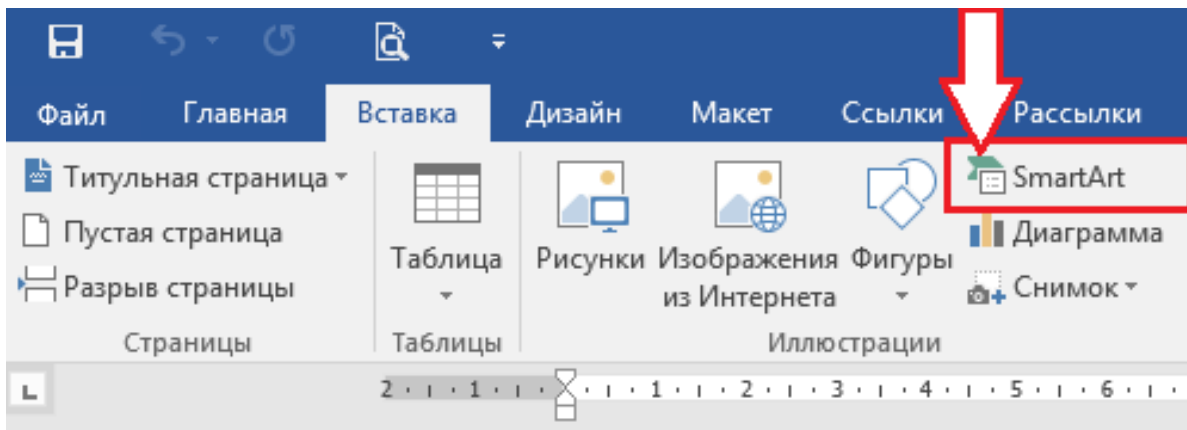 Файл Главная Вставка Дизайн Макет Ссылки Рассылки
Титульная страница
Пустая страница
Разрыв страницы
Страницы
Таблица
Таблицы
Рисунки
Изображения
из Интернета
Фигуры
SmartArt
Диаграмма
Снимок
Иллюстрации
2 1 1 2 3 4 5 6